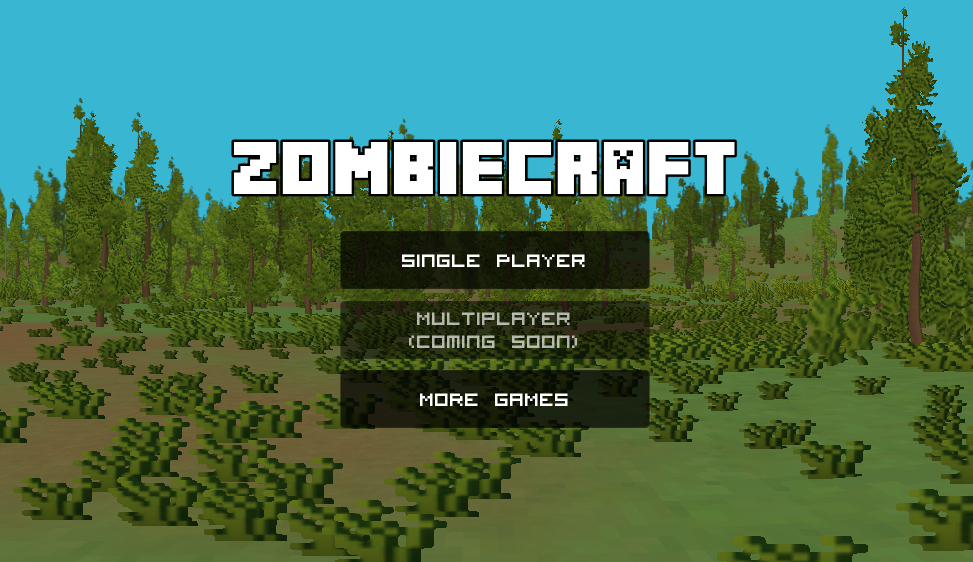 ZOMBIECRAFT
SINGLE PLAYER
MULTIPLAYER
(COMING SOON)
MORE GAMES